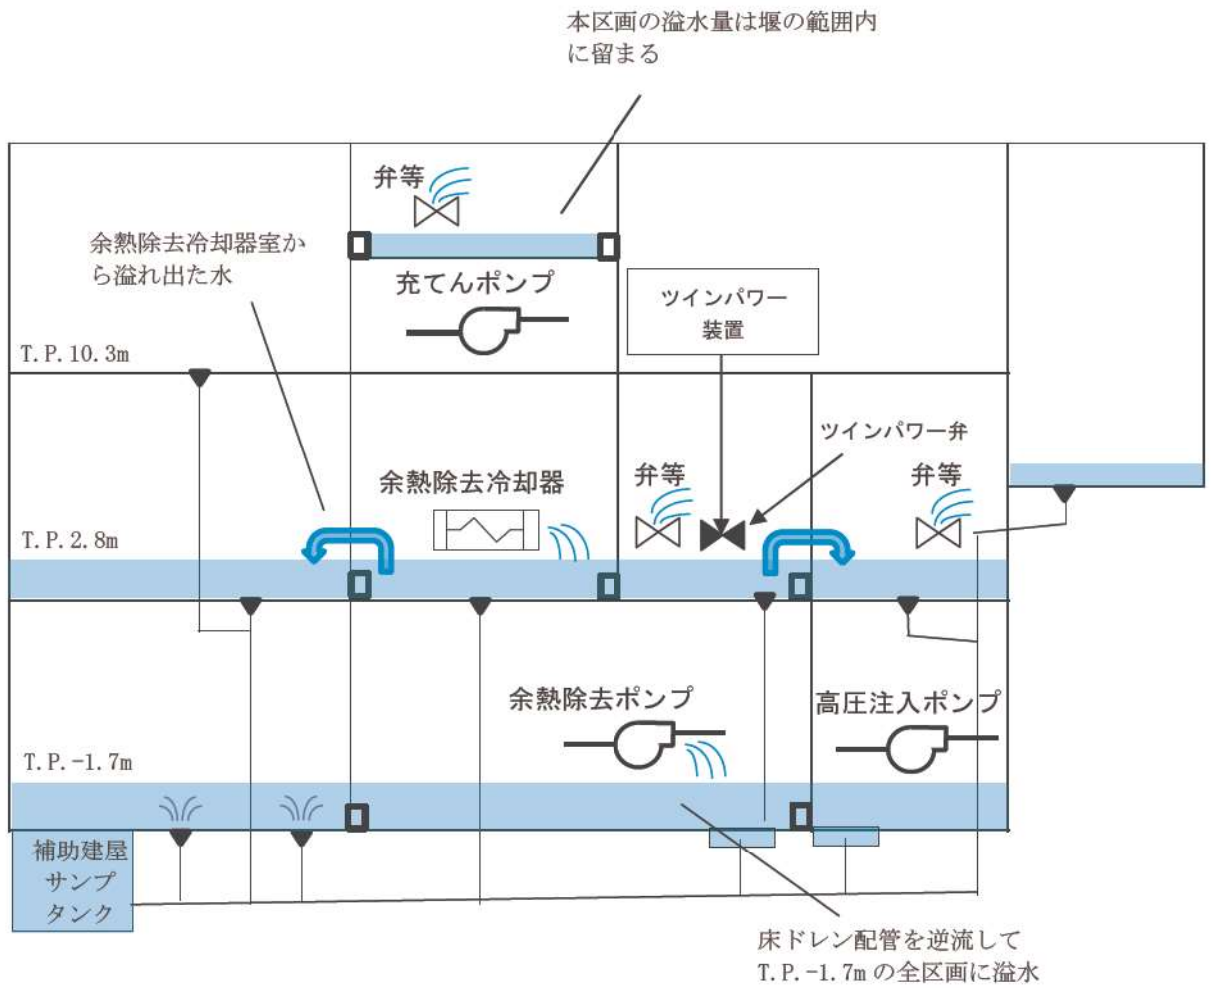 本区画の溢水量は堰の範囲内
に留まる
弁等
余熱除去冷却器室か
ら溢れ出た水
充てんポンプ
ツインパワー
装置
T.P.10.3m
ツインパワー弁
余熱除去冷却器
弁等
弁等
T.P.2.8m
余熱除去ポンプ
高圧注入ポンプ
T.P.-1.7m
補助建屋
サンプ
タンク
床ドレン配管を逆流して
T.P.-1.7mの全区画に溢水